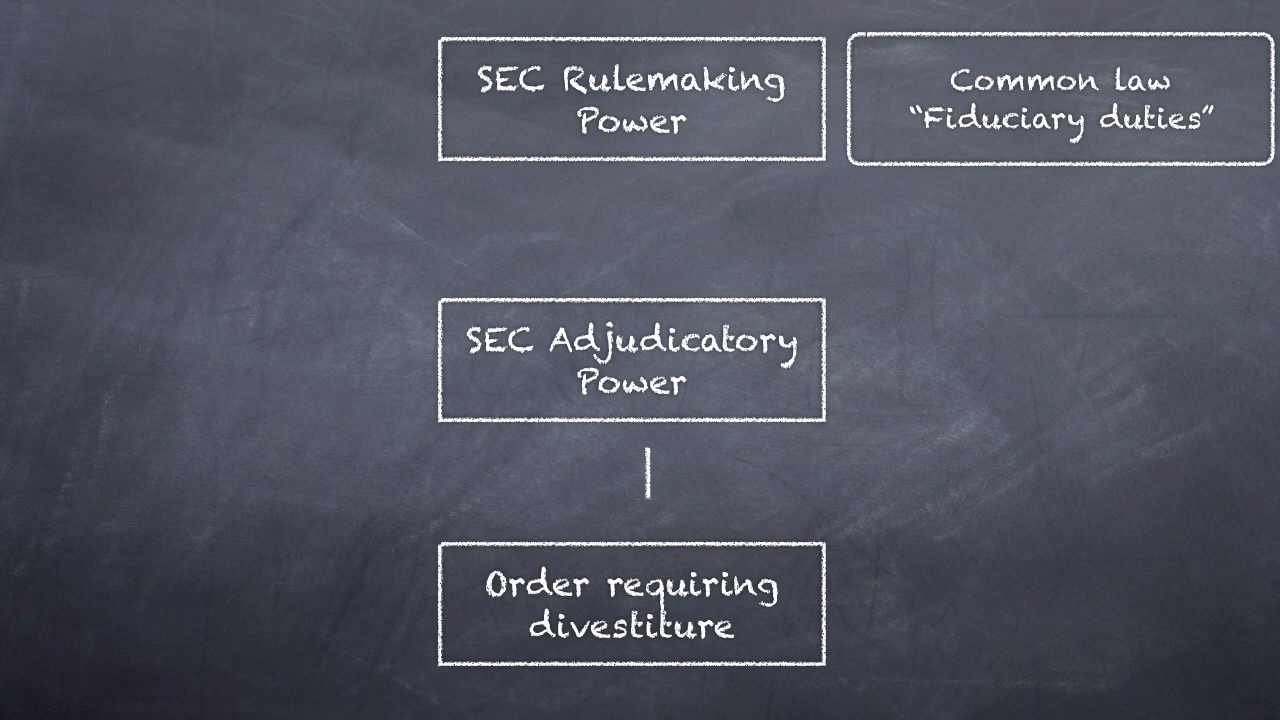 SEC Rulemaking
Power
Common law
“Fiduciary duties”
SEC Adjudicatory
Power
Order requiring
divestiture